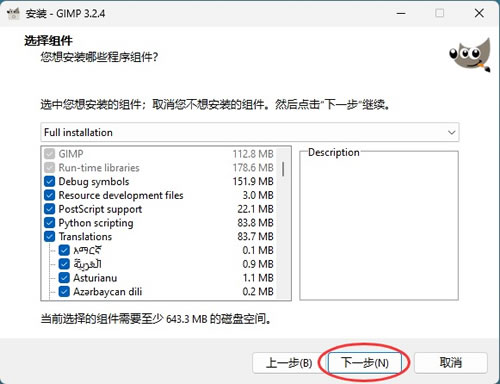 安装 - GIMP 3.2.4
选择组件
您想安装哪些程序组件?
选中您想安装的组件；取消您不想安装的组件。然后点击"下一步"继续。
Full installation
GIMP 112.8 MB
Run-time libraries 178.6 MB
Debug symbols 151.9 MB
Resource development files 3.0 MB
PostScript support 22.1 MB
Python scripting 83.8 MB
Translations 83.7 MB
አማርኛ 0.1 MB
0.9 MB
Asturianu 1.1 MB
Azərbaycan dili 0.2 MB
Description
当前选择的组件需要至少 643.3 MB 的磁盘空间。
上一步(B)
下一步(N)
取消